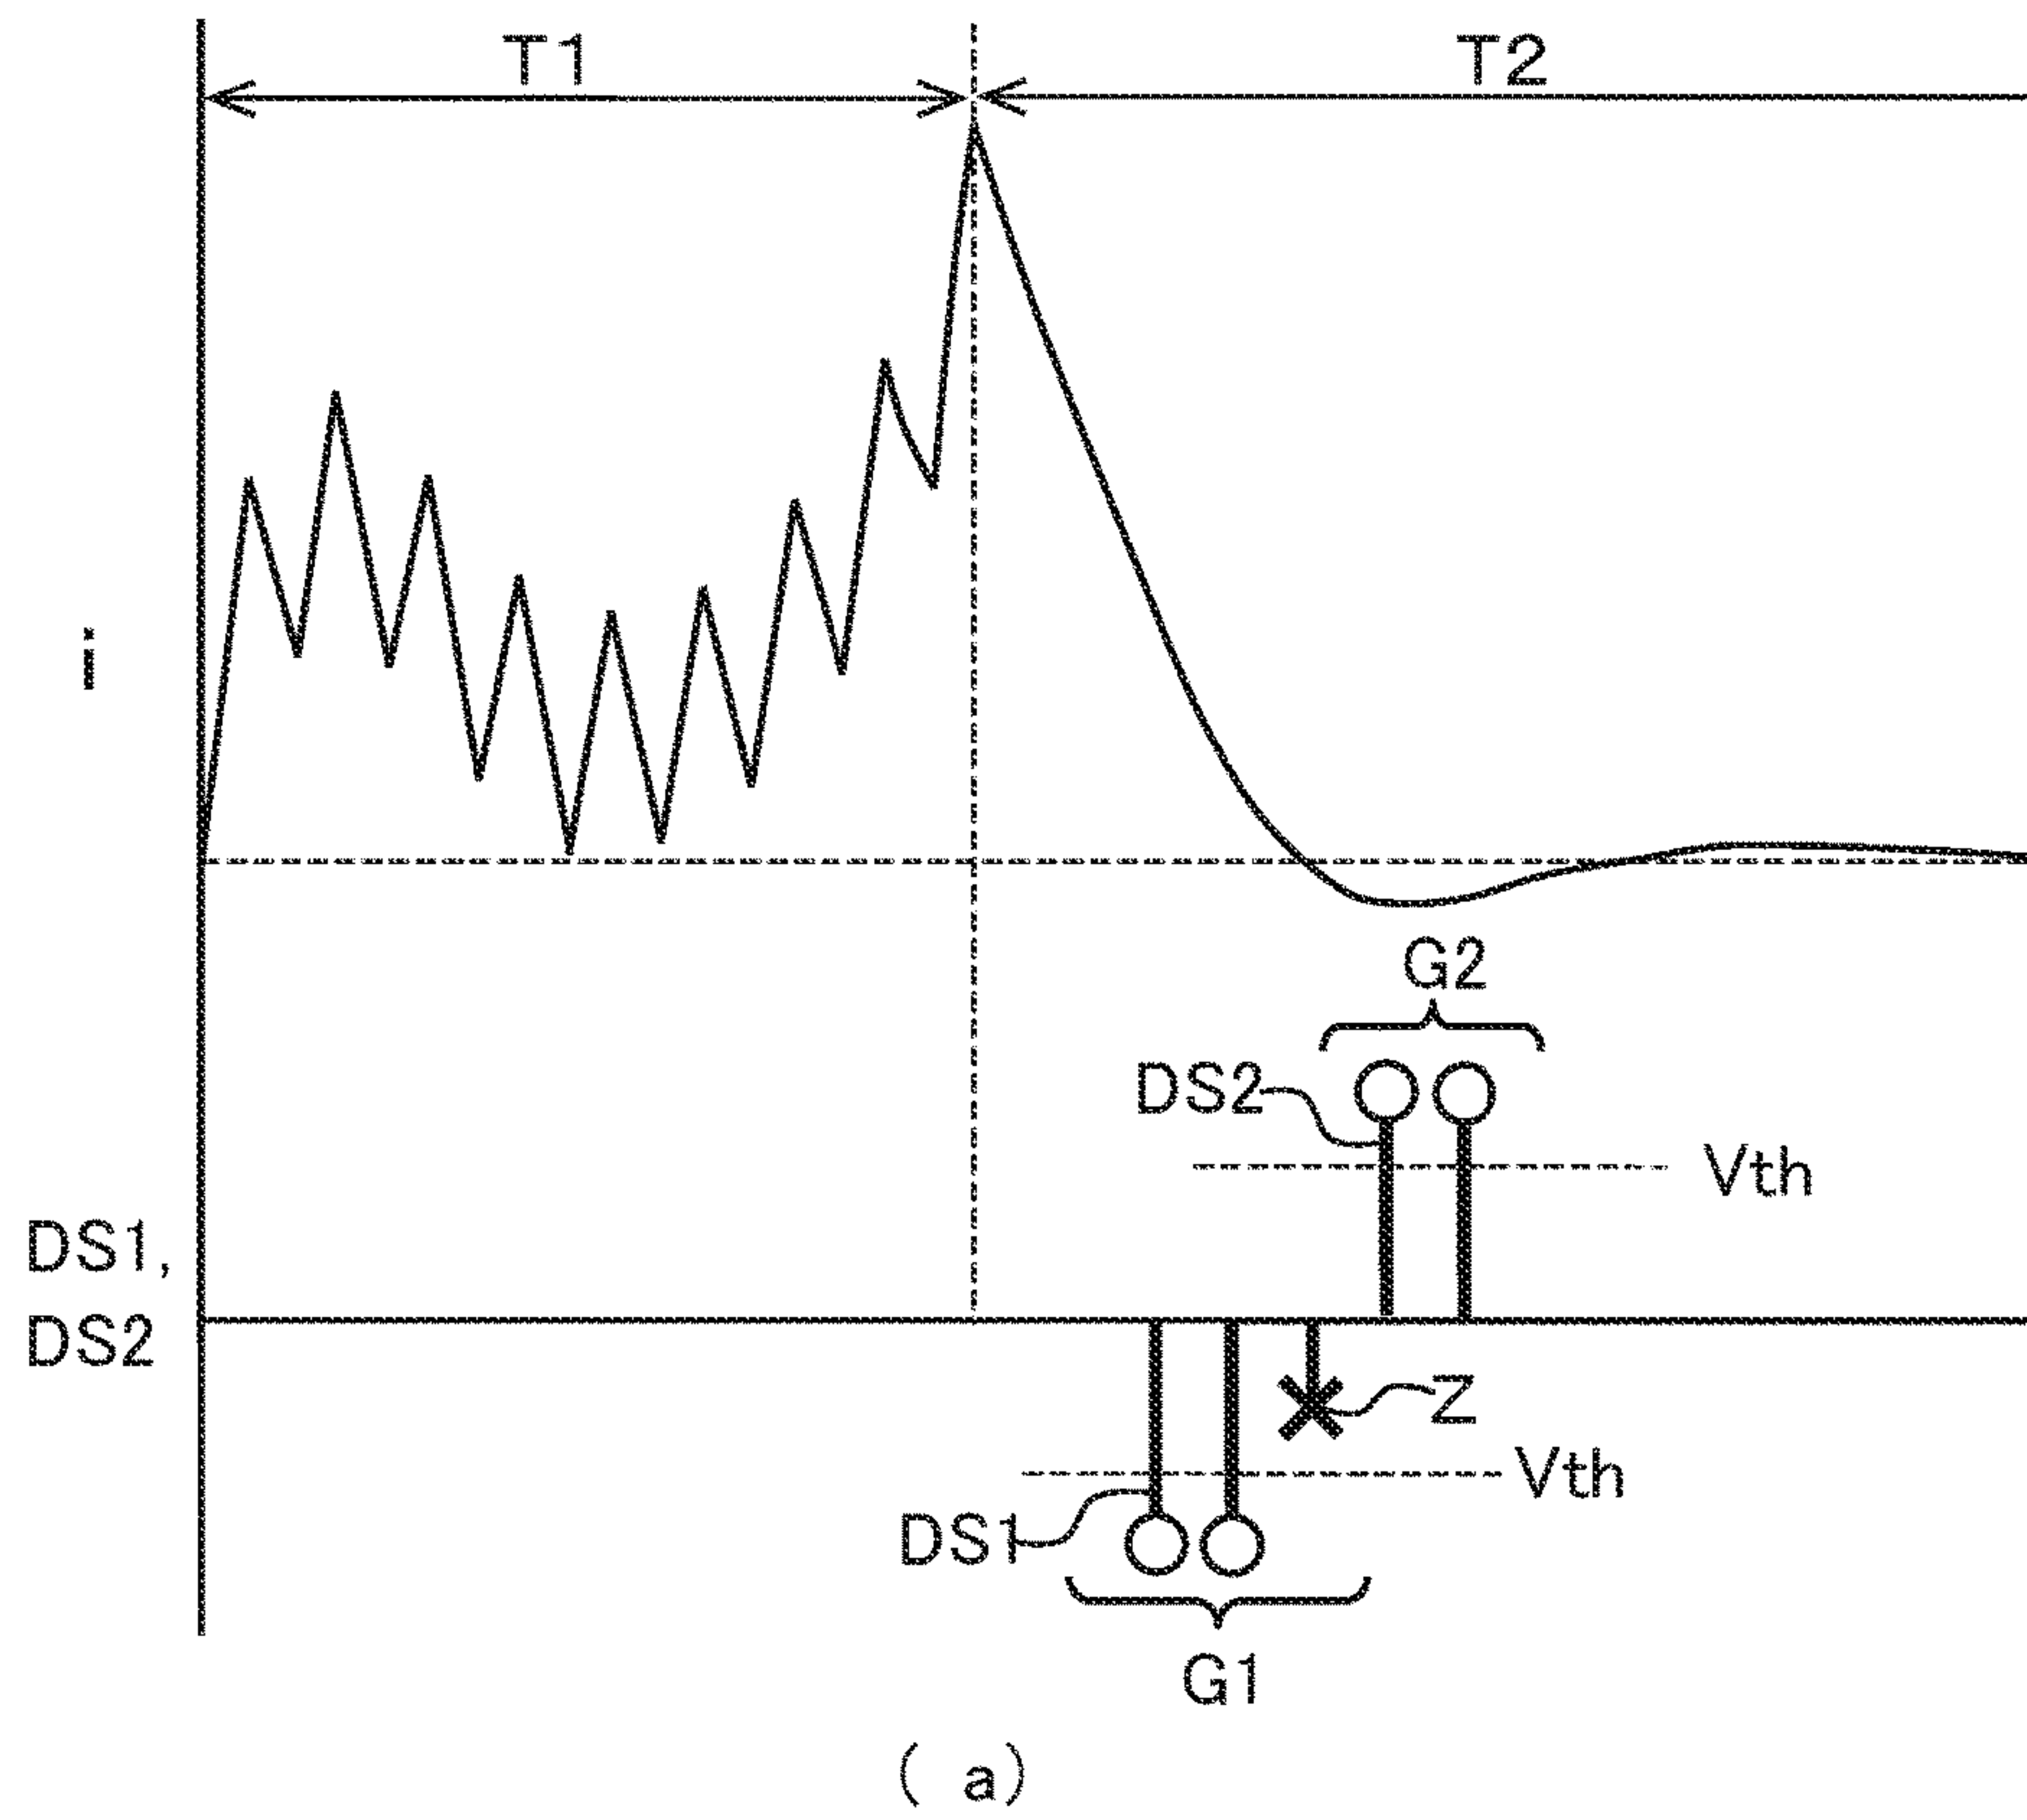 T1
T2
i
G2
DS2
Vth
DS1,
DS2
Z
Vth
DS1
G1
( a)